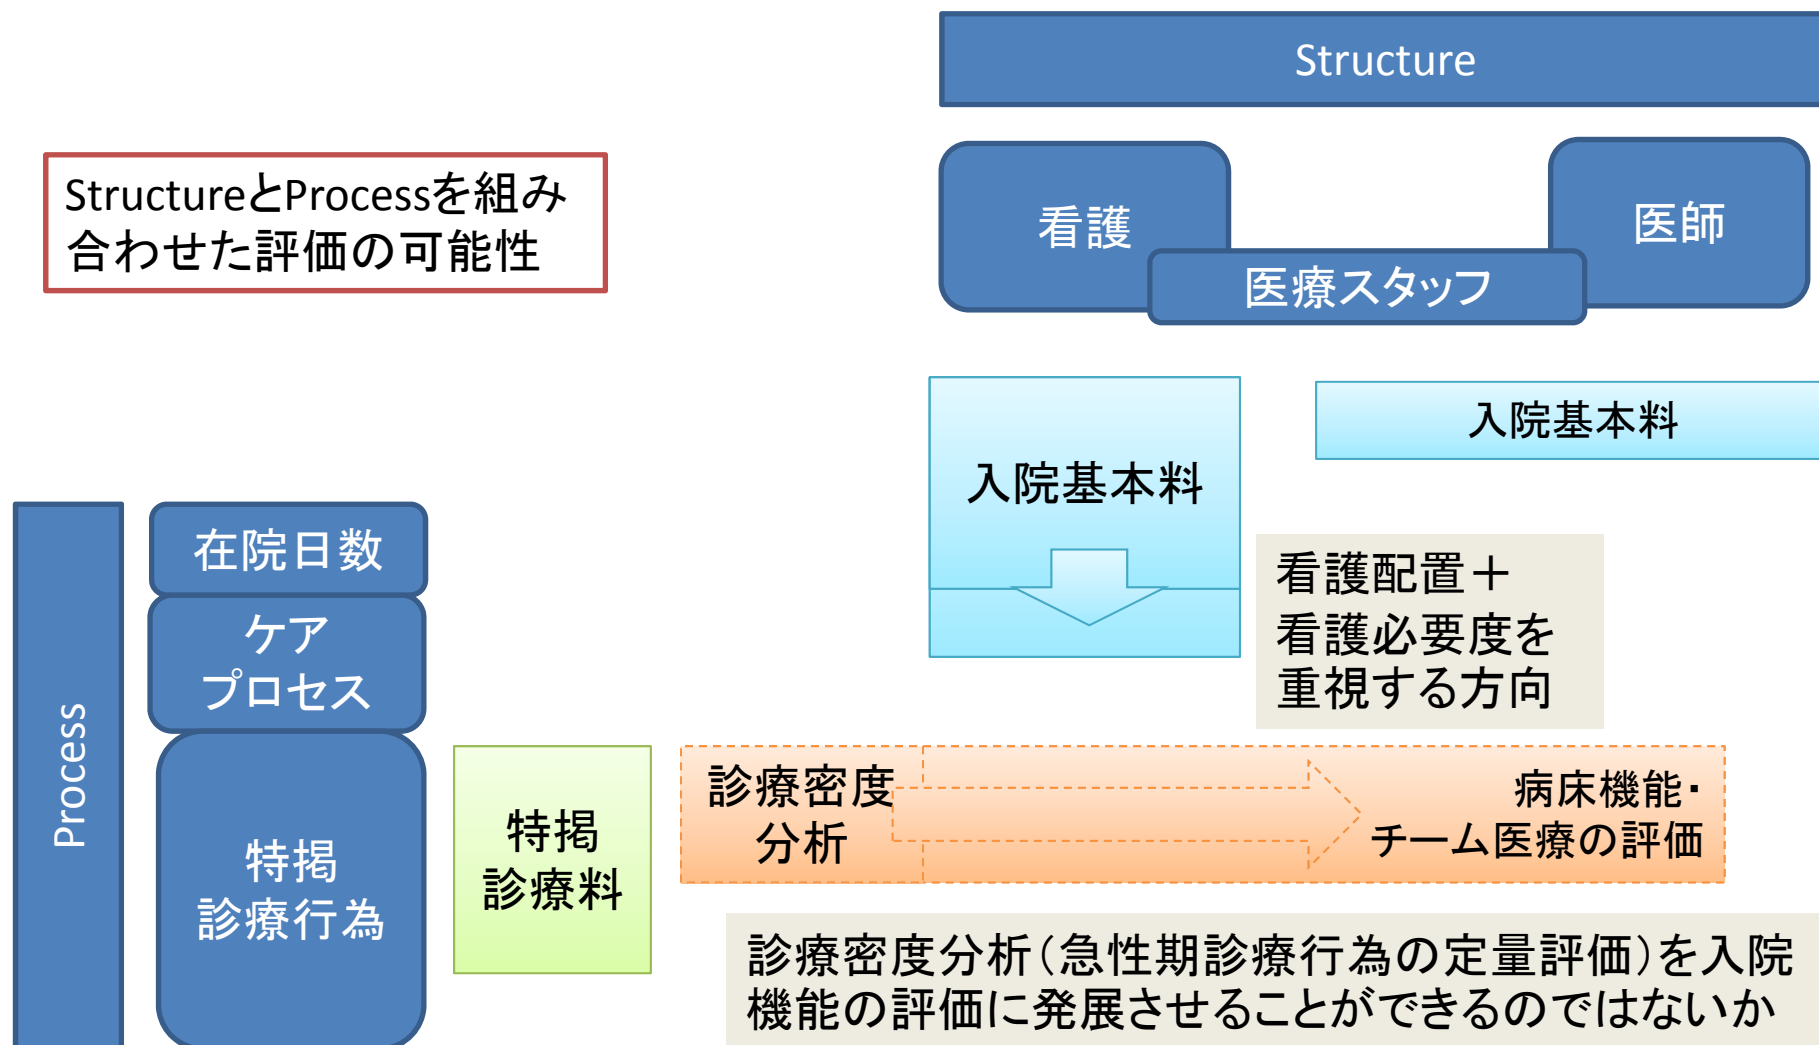 Structure
StructureとProcessを組み
合わせた評価の可能性
看護
医師
医療スタッフ
入院基本料
入院基本料
Process
在院日数
ケア
プロセス
特掲
診療行為
看護配置＋
看護必要度を
重視する方向
特掲
診療料
診療密度
分析
病床機能・
チーム医療の評価
診療密度分析（急性期診療行為の定量評価）を入院
機能の評価に発展させることができるのではないか